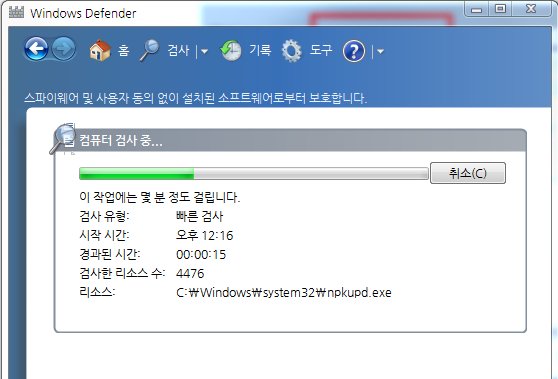 Windows Defender
홈 검사 기록 도구
스파이웨어 및 사용자 동의 없이 설치된 소프트웨어로부터 보호합니다.
컴퓨터 검사 중...
취소(C)
이 작업에는 몇 분 정도 걸립니다.
검사 유형: 빠른 검사
시작 시간: 오후 12:16
경과된 시간: 00:00:15
검사한 리소스 수: 4476
리소스: C:₩Windows₩system32₩npkupd.exe